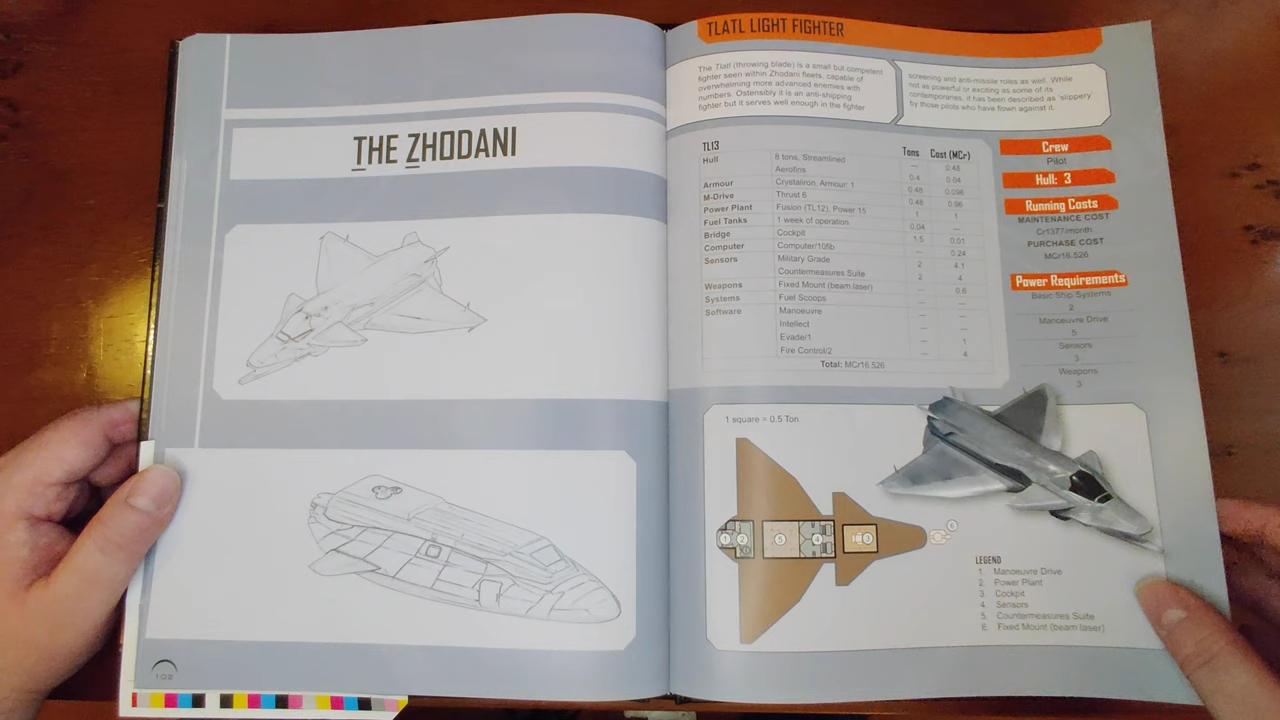 THE ZHODANI
102
TLATL LIGHT FIGHTER
The Tlatl (throwing blade) is a small but competent
fighter seen within Zhodani fleets, capable of
overwhelming more advanced enemies with
numbers. Ostensibly it is an anti-shipping
fighter but it serves well enough in the fighter
screening and anti-missile roles as well. While
not as powerful or exciting as some of its
contemporaries, it has been described as 'slippery'
by those pilots who have flown against it.
TL13 Tons Cost (MCr)
Hull 8 tons, Streamlined — 0.48
Aerofins 0.4 0.04
Armour Crystaliron, Armour: 1 0.48 0.096
M-Drive Thrust 6 0.48 0.96
Power Plant Fusion (TL12), Power 15 1 1
Fuel Tanks 1 week of operation 0.04 —
Bridge Cockpit 1.5 0.01
Computer Computer/10fib — 0.24
Sensors Military Grade 2 4.1
Countermeasures Suite 2 4
Weapons Fixed Mount (beam laser) — 0.6
Systems Fuel Scoops — —
Software Manoeuvre — —
Intellect — —
Evade/1 — 1
Fire Control/2 — 4
Total: MCr16.526
Crew
Pilot
Hull: 3
Running Costs
MAINTENANCE COST
Cr1377/month
PURCHASE COST
MCr16.526
Power Requirements
Basic Ship Systems
2
Manoeuvre Drive
5
Sensors
3
Weapons
3
1 square = 0.5 Ton
1 2 5 4 3 6
LEGEND
1. Manoeuvre Drive
2. Power Plant
3. Cockpit
4. Sensors
5. Countermeasures Suite
6. Fixed Mount (beam laser)